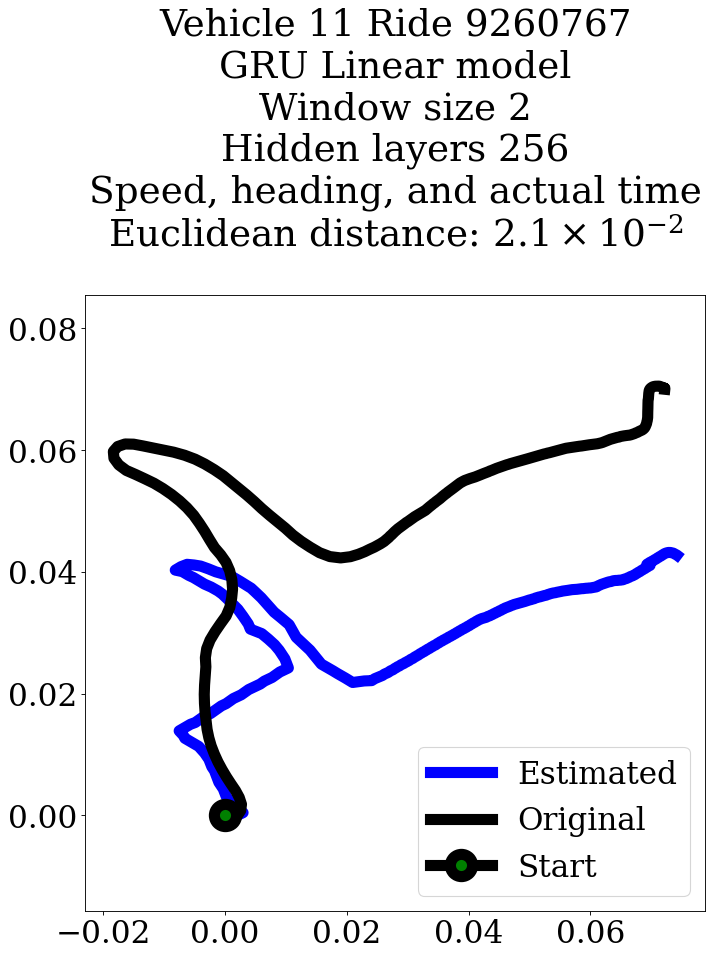 Vehicle 11 Ride 9260767
GRU Linear model
Window size 2
Hidden layers 256
Speed, heading, and actual time
Euclidean distance: 2.1 × 10⁻²
0.08
0.06
0.04
0.02
0.00
Estimated
Original
Start
−0.02 0.00 0.02 0.04 0.06